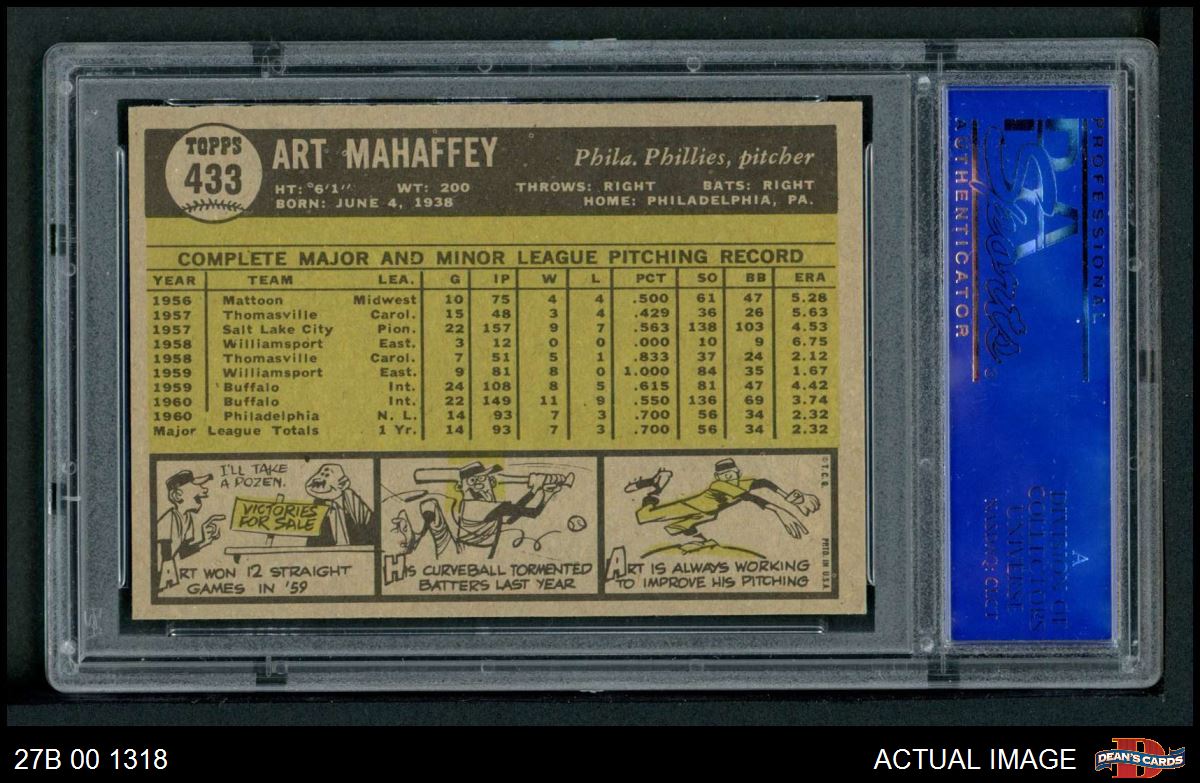 TOPPS
433
ART MAHAFFEY
Phila. Phillies, pitcher
HT: 6'1" WT: 200 THROWS: RIGHT BATS: RIGHT
BORN: JUNE 4, 1938 HOME: PHILADELPHIA, PA.
COMPLETE MAJOR AND MINOR LEAGUE PITCHING RECORD
YEAR TEAM LEA. G IP W L PCT SO BB ERA
1956 Mattoon Midwest 10 75 4 4 .500 61 47 5.28
1957 Thomasville Carol. 15 48 3 4 .429 36 26 5.63
1957 Salt Lake City Pion. 22 157 9 7 .563 138 103 4.53
1958 Williamsport East. 3 12 0 0 .000 10 9 6.75
1958 Thomasville Carol. 7 51 5 1 .833 37 24 2.12
1959 Williamsport East. 9 81 8 0 1.000 84 35 1.67
1959 Buffalo Int. 24 108 8 5 .615 81 47 4.42
1960 Buffalo Int. 22 149 11 9 .550 136 69 3.74
1960 Philadelphia N. L. 14 93 7 3 .700 56 34 2.32
Major League Totals 1 Yr. 14 93 7 3 .700 56 34 2.32
I'LL TAKE
A DOZEN.
VICTORIES
FOR SALE
ART WON 12 STRAIGHT
GAMES IN '59
HIS CURVEBALL TORMENTED
BATTERS LAST YEAR
ART IS ALWAYS WORKING
TO IMPROVE HIS PITCHING
© T.C.G.
PRTD. IN U.S.A.
PROFESSIONAL
PSA
Sports
AUTHENTICATOR
A
DIVISION OF
COLLECTORS
UNIVERSE
NASDAQ: CLCT
27B 00 1318
ACTUAL IMAGE
D
DEAN'S CARDS